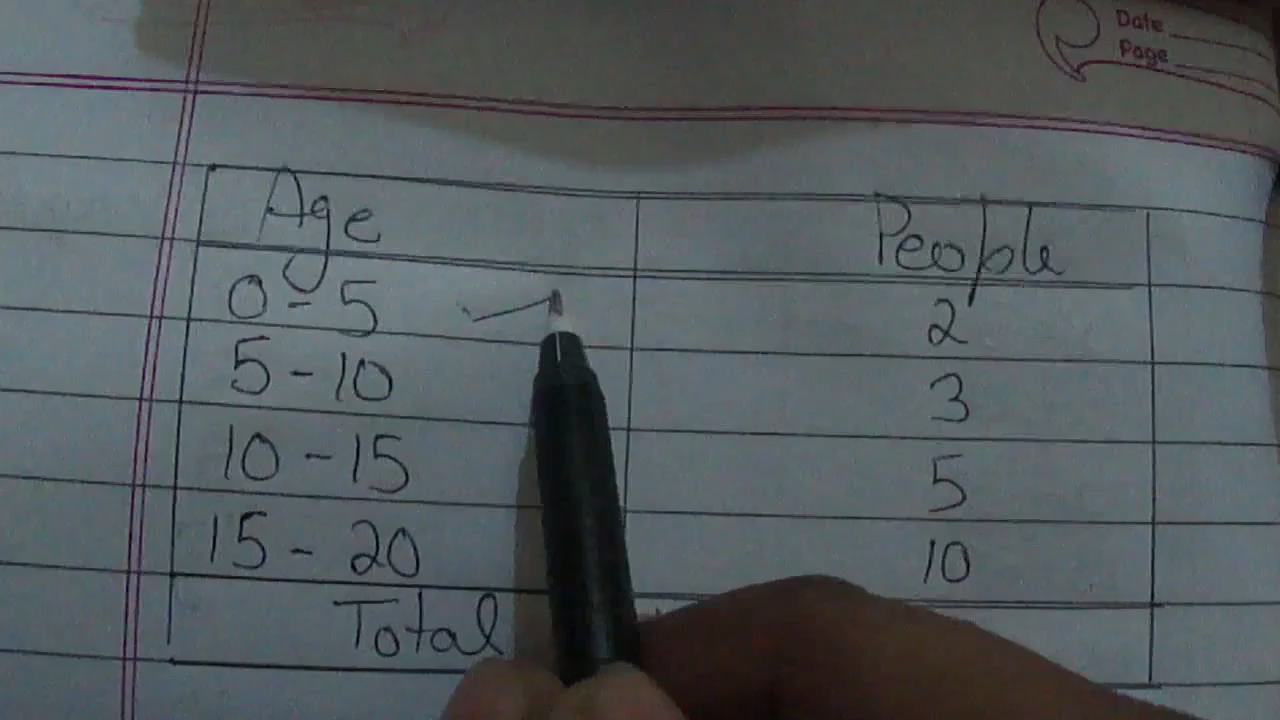 Date
Page
Age People
0-5 2
5-10 3
10-15 5
15-20 10
Total